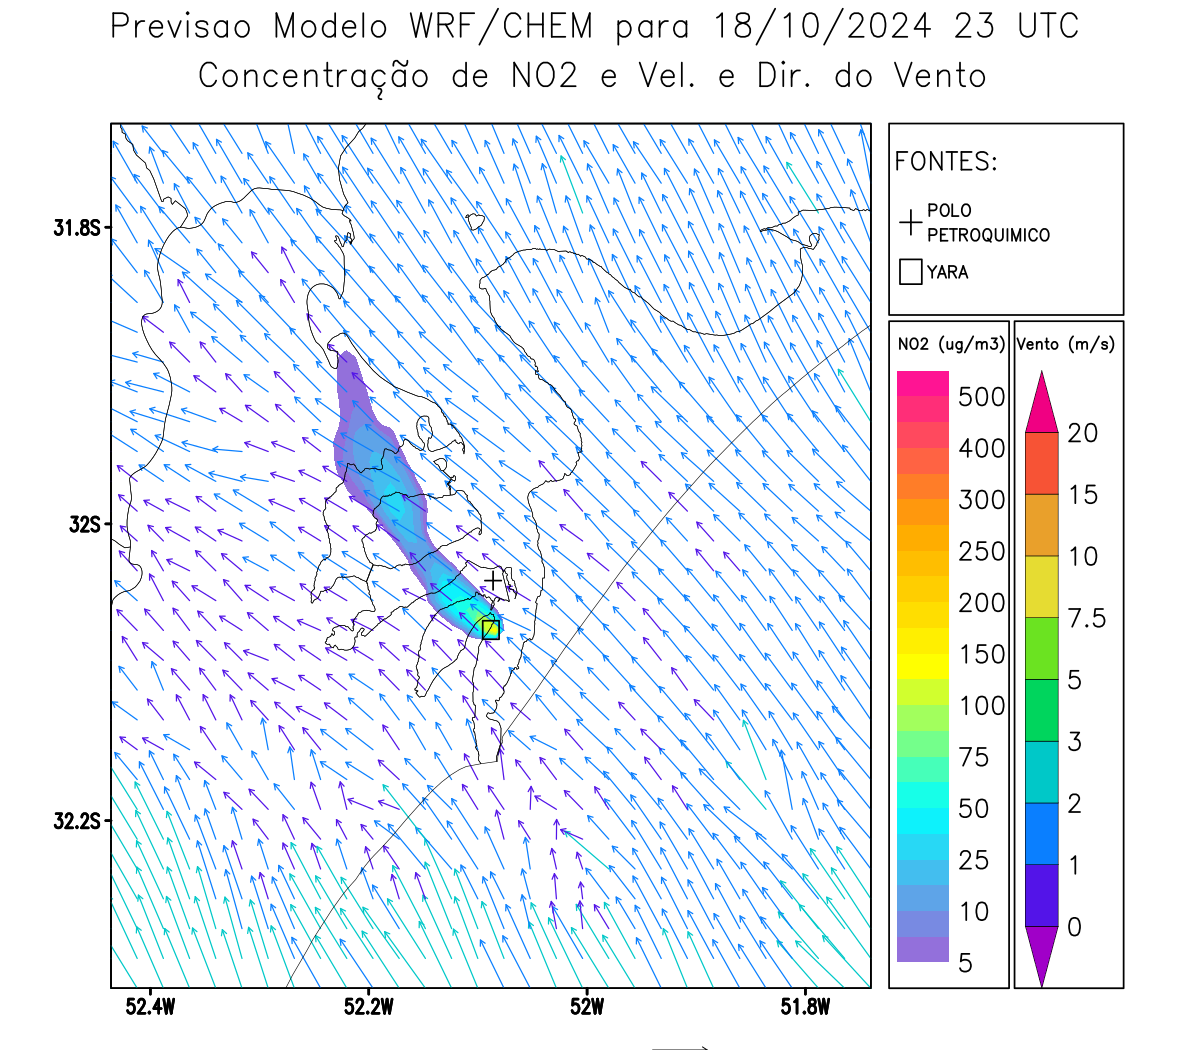 Previsao Modelo WRF/CHEM para 18/10/2024 23 UTC
Concentração de NO2 e Vel. e Dir. do Vento
FONTES:
POLO
PETROQUIMICO
YARA
NO2 (ug/m3)
500
400
300
250
200
150
100
75
50
25
10
5
Vento (m/s)
20
15
10
7.5
5
3
2
1
0
31.8S
32S
32.2S
52.4W
52.2W
52W
51.8W